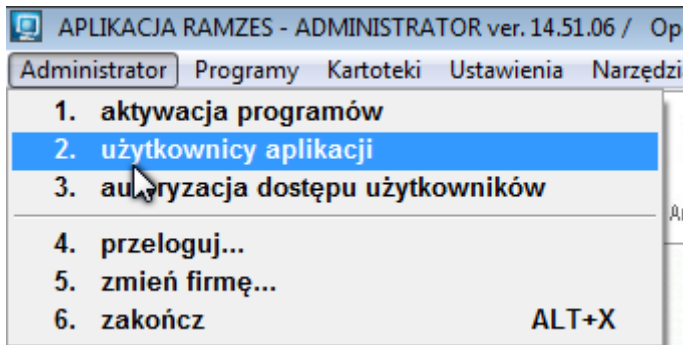 APLIKACJA RAMZES - ADMINISTRATOR ver. 14.51.06 / Op
Administrator Programy Kartoteki Ustawienia Narzędzi
1. aktywacja programów
2. użytkownicy aplikacji
3. autoryzacja dostępu użytkowników
4. przeloguj...
5. zmień firmę...
6. zakończ ALT+X